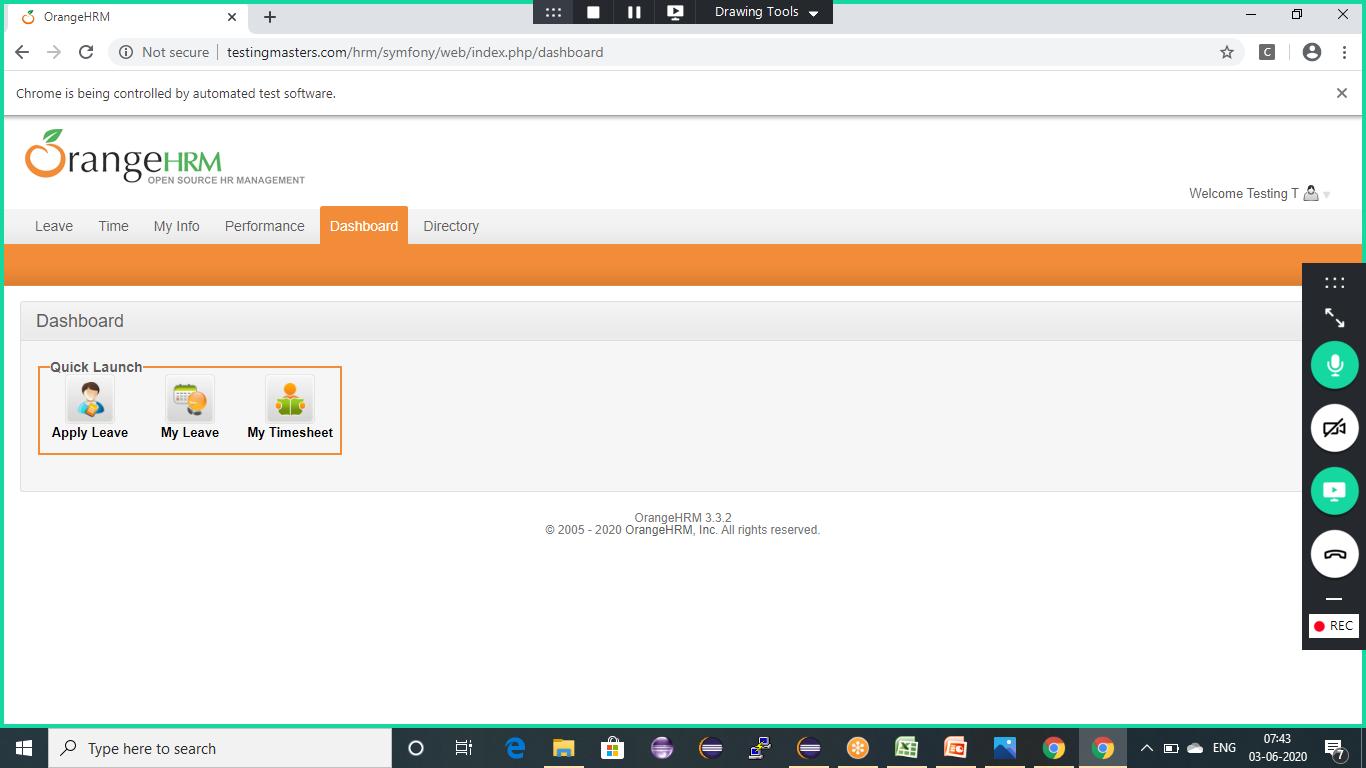 OrangeHRM
Drawing Tools
Not secure
testingmasters.com/hrm/symfony/web/index.php/dashboard
C
Chrome is being controlled by automated test software.
OrangeHRM
OPEN SOURCE HR MANAGEMENT
Welcome Testing T
Leave Time My Info Performance Dashboard Directory
Dashboard
Quick Launch
Apply Leave My Leave My Timesheet
OrangeHRM 3.3.2
© 2005 - 2020 OrangeHRM, Inc. All rights reserved.
REC
Type here to search
ENG
07:43
03-06-2020
7